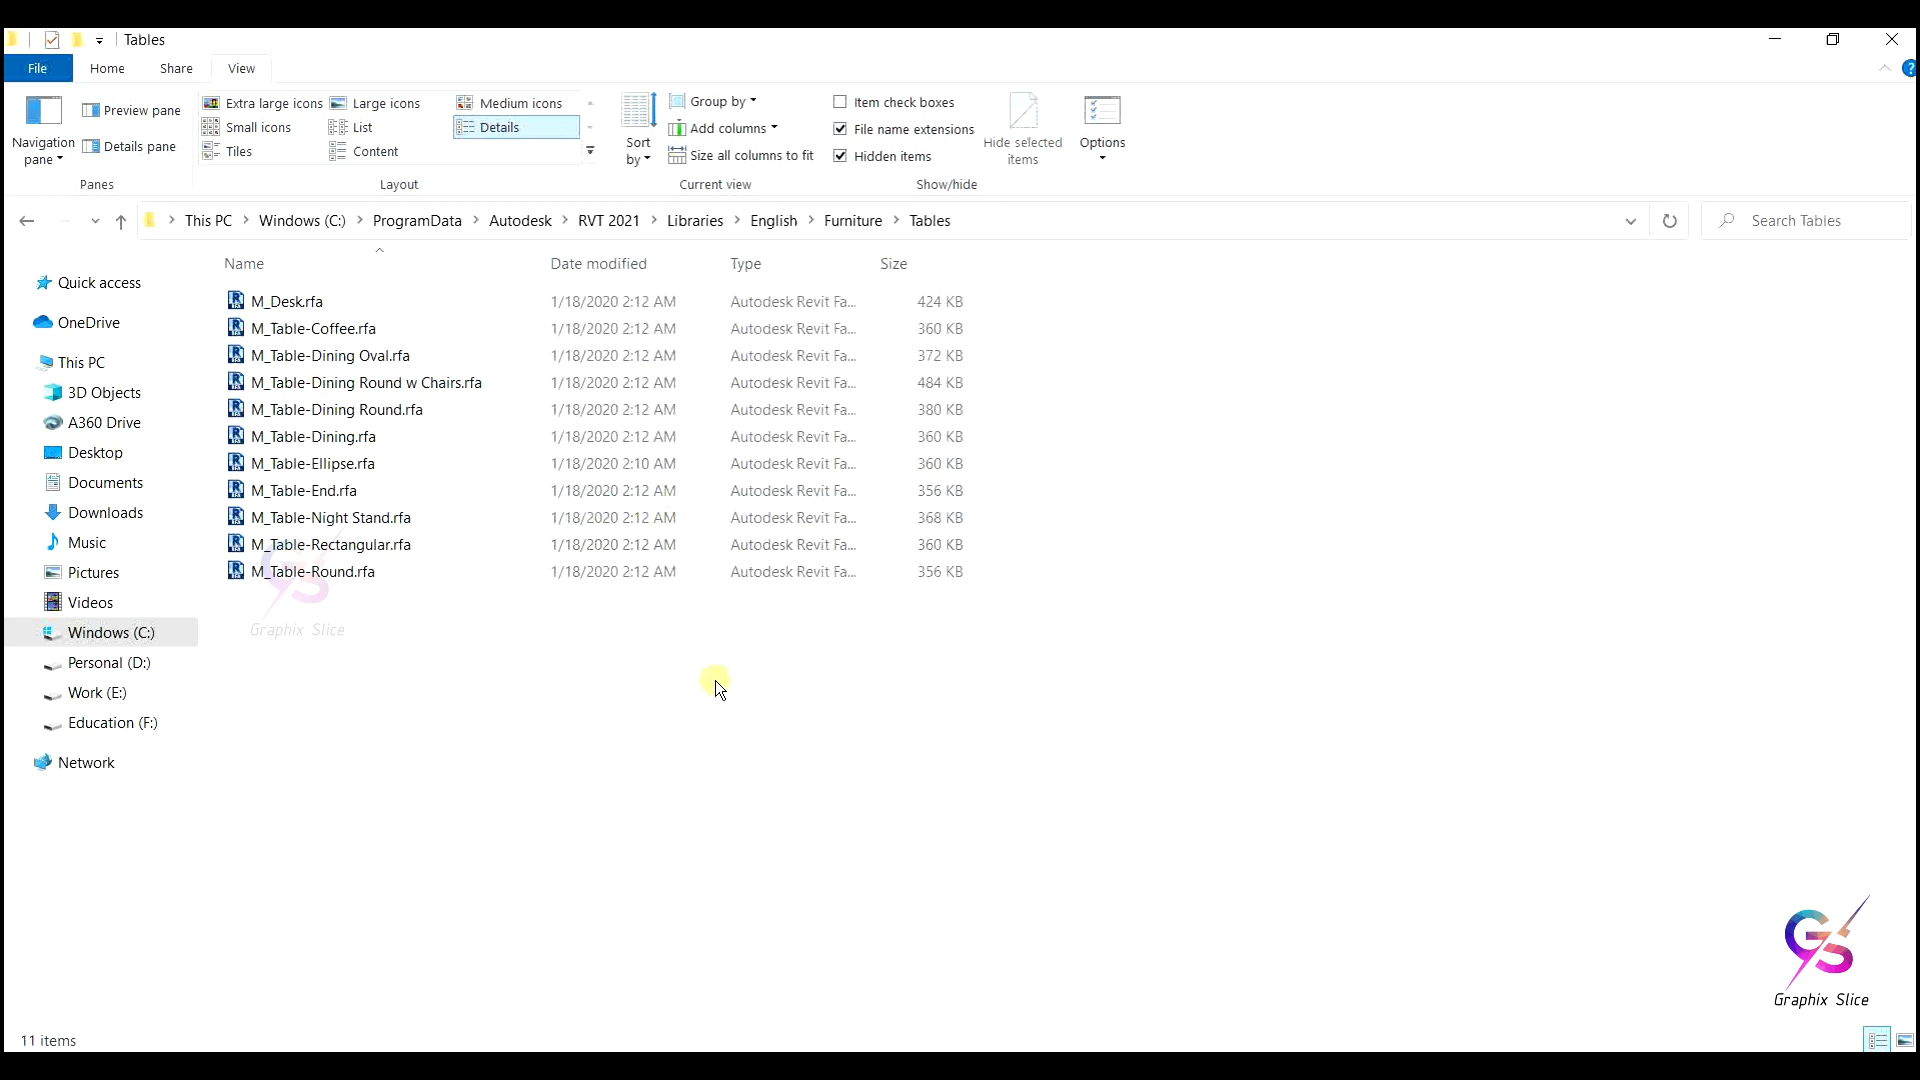 Tables
File Home Share View
Navigation pane
Preview pane
Details pane
Panes
Extra large icons Large icons Medium icons
Small icons List Details
Tiles Content
Layout
Sort by
Group by
Add columns
Size all columns to fit
Current view
Item check boxes
File name extensions
Hidden items
Hide selected items
Show/hide
Options
This PC > Windows (C:) > ProgramData > Autodesk > RVT 2021 > Libraries > English > Furniture > Tables
Search Tables
Quick access
OneDrive
This PC
3D Objects
A360 Drive
Desktop
Documents
Downloads
Music
Pictures
Videos
Windows (C:)
Personal (D:)
Work (E:)
Education (F:)
Network
Name Date modified Type Size
M_Desk.rfa 1/18/2020 2:12 AM Autodesk Revit Fa... 424 KB
M_Table-Coffee.rfa 1/18/2020 2:12 AM Autodesk Revit Fa... 360 KB
M_Table-Dining Oval.rfa 1/18/2020 2:12 AM Autodesk Revit Fa... 372 KB
M_Table-Dining Round w Chairs.rfa 1/18/2020 2:12 AM Autodesk Revit Fa... 484 KB
M_Table-Dining Round.rfa 1/18/2020 2:12 AM Autodesk Revit Fa... 380 KB
M_Table-Dining.rfa 1/18/2020 2:12 AM Autodesk Revit Fa... 360 KB
M_Table-Ellipse.rfa 1/18/2020 2:10 AM Autodesk Revit Fa... 360 KB
M_Table-End.rfa 1/18/2020 2:12 AM Autodesk Revit Fa... 356 KB
M_Table-Night Stand.rfa 1/18/2020 2:12 AM Autodesk Revit Fa... 368 KB
M_Table-Rectangular.rfa 1/18/2020 2:12 AM Autodesk Revit Fa... 360 KB
M_Table-Round.rfa 1/18/2020 2:12 AM Autodesk Revit Fa... 356 KB
GS
Graphix Slice
GS
Graphix Slice
11 items